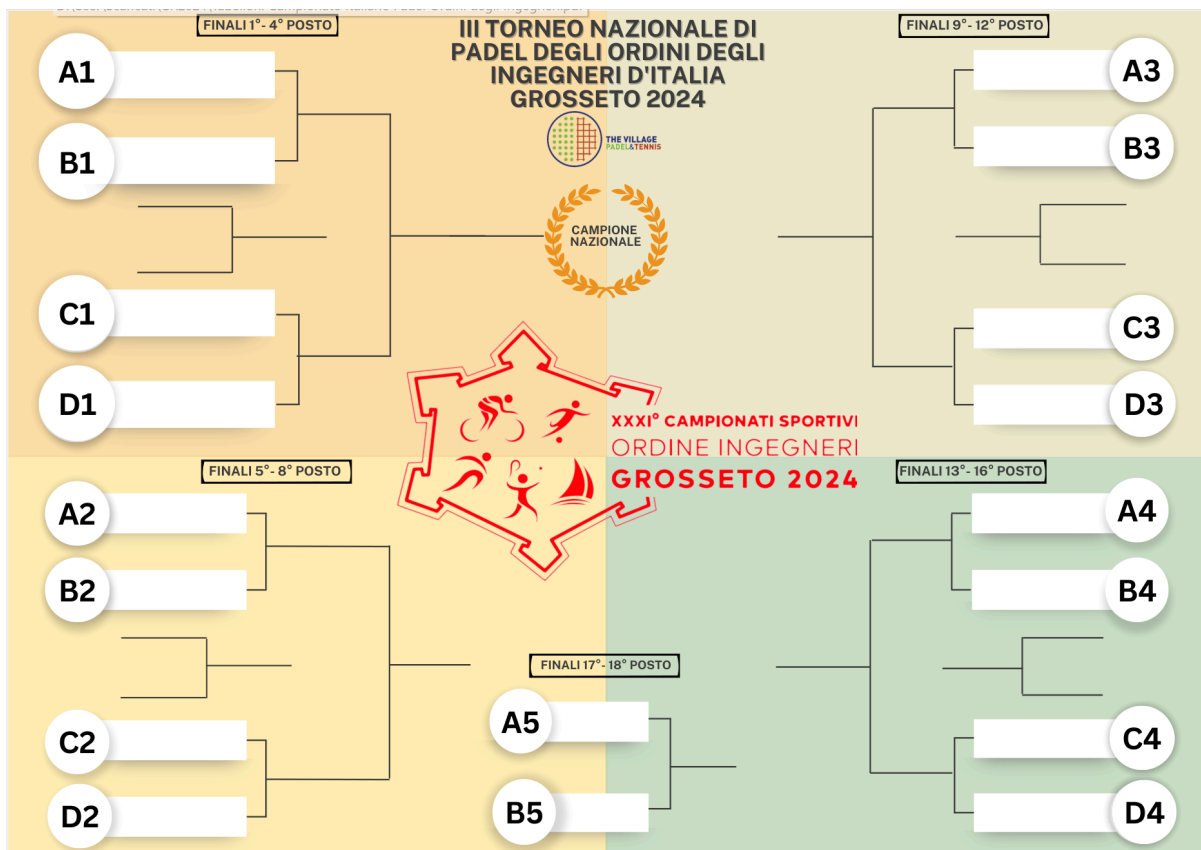 FINALI 1°- 4° POSTO
III TORNEO NAZIONALE DI
PADEL DEGLI ORDINI DEGLI
INGEGNERI D'ITALIA
GROSSETO 2024
THE VILLAGE
PADEL&TENNIS
CAMPIONE
NAZIONALE
A1
B1
C1
D1
FINALI 9°- 12° POSTO
A3
B3
C3
D3
XXXI° CAMPIONATI SPORTIVI
ORDINE INGEGNERI
GROSSETO 2024
FINALI 5°- 8° POSTO
A2
B2
C2
D2
FINALI 17°- 18° POSTO
A5
B5
FINALI 13°- 16° POSTO
A4
B4
C4
D4